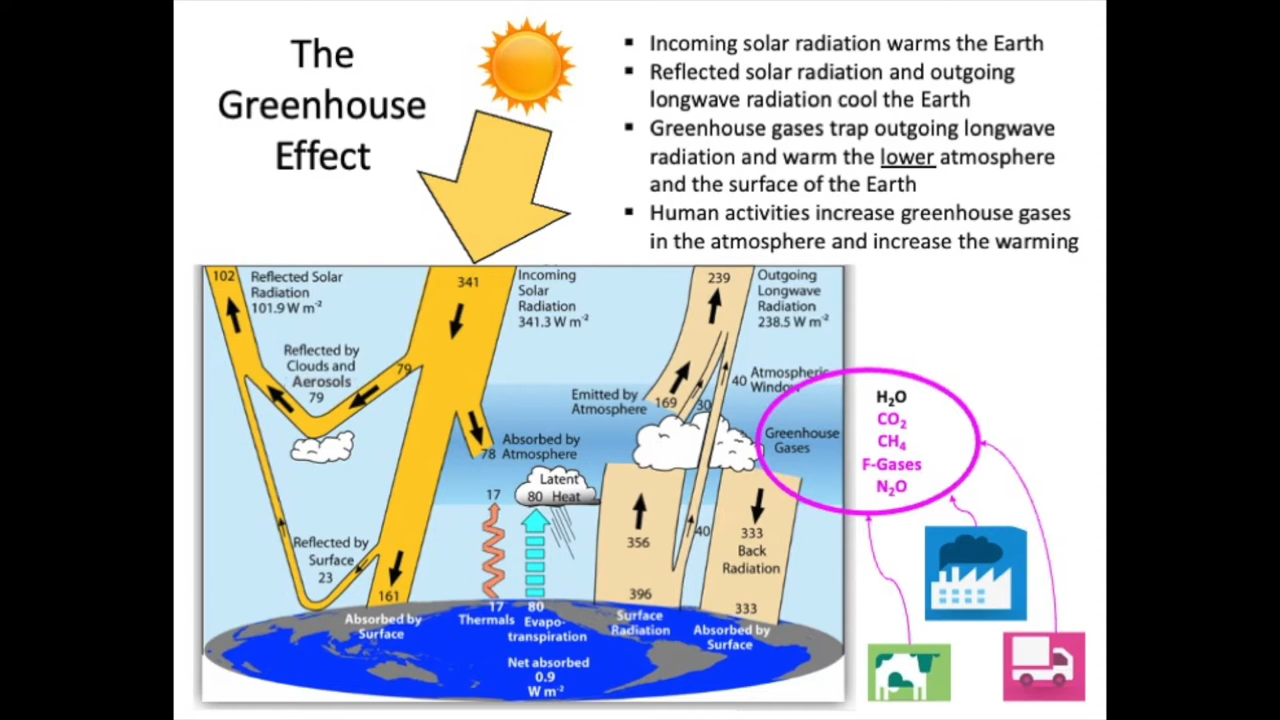 The
Greenhouse
Effect
▪ Incoming solar radiation warms the Earth
▪ Reflected solar radiation and outgoing
longwave radiation cool the Earth
▪ Greenhouse gases trap outgoing longwave
radiation and warm the lower atmosphere
and the surface of the Earth
▪ Human activities increase greenhouse gases
in the atmosphere and increase the warming
102
Reflected Solar
Radiation
101.9 W m⁻²
341
Incoming
Solar
Radiation
341.3 W m⁻²
239
Outgoing
Longwave
Radiation
238.5 W m⁻²
Reflected by
Clouds and
Aerosols
79
79
Emitted by
Atmosphere
169
30
40
Atmospheric
Window
Greenhouse
Gases
H₂O
CO₂
CH₄
F-Gases
N₂O
Absorbed by
Atmosphere
78
17
Latent
80 Heat
Reflected by
Surface
23
161
Absorbed by
Surface
17
Thermals
80
Evapo-
transpiration
356
40
396
Surface
Radiation
333
Back
Radiation
333
Absorbed by
Surface
Net absorbed
0.9
W m⁻²